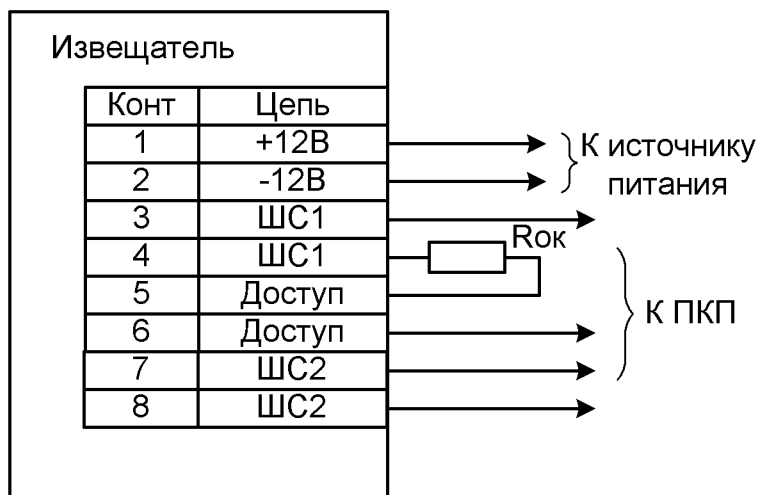 Извещатель
Конт Цепь
1 +12В
2 -12В
3 ШС1
4 ШС1
5 Доступ
6 Доступ
7 ШС2
8 ШС2
К источнику
питания
Rок
К ПКП